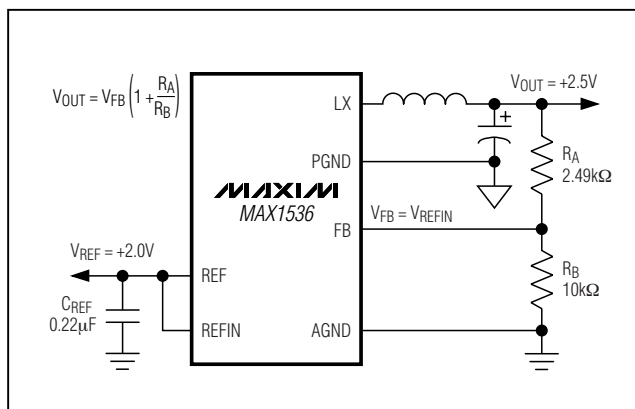 V_OUT = V_FB (1 + R_A/R_B)
LX
V_OUT = +2.5V
+
PGND
R_A
2.49kΩ
MAXIM
MAX1536
FB
V_FB = V_REFIN
V_REF = +2.0V
REF
R_B
10kΩ
C_REF
0.22µF
REFIN
AGND